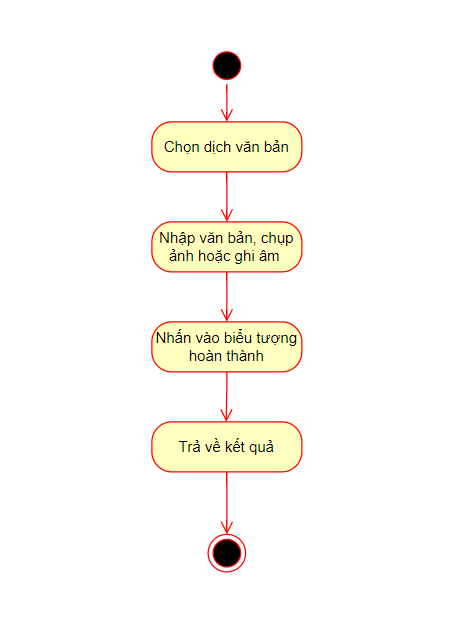 Chọn dịch văn bản
Nhập văn bản, chụp
ảnh hoặc ghi âm
Nhấn vào biểu tượng
hoàn thành
Trả về kết quả